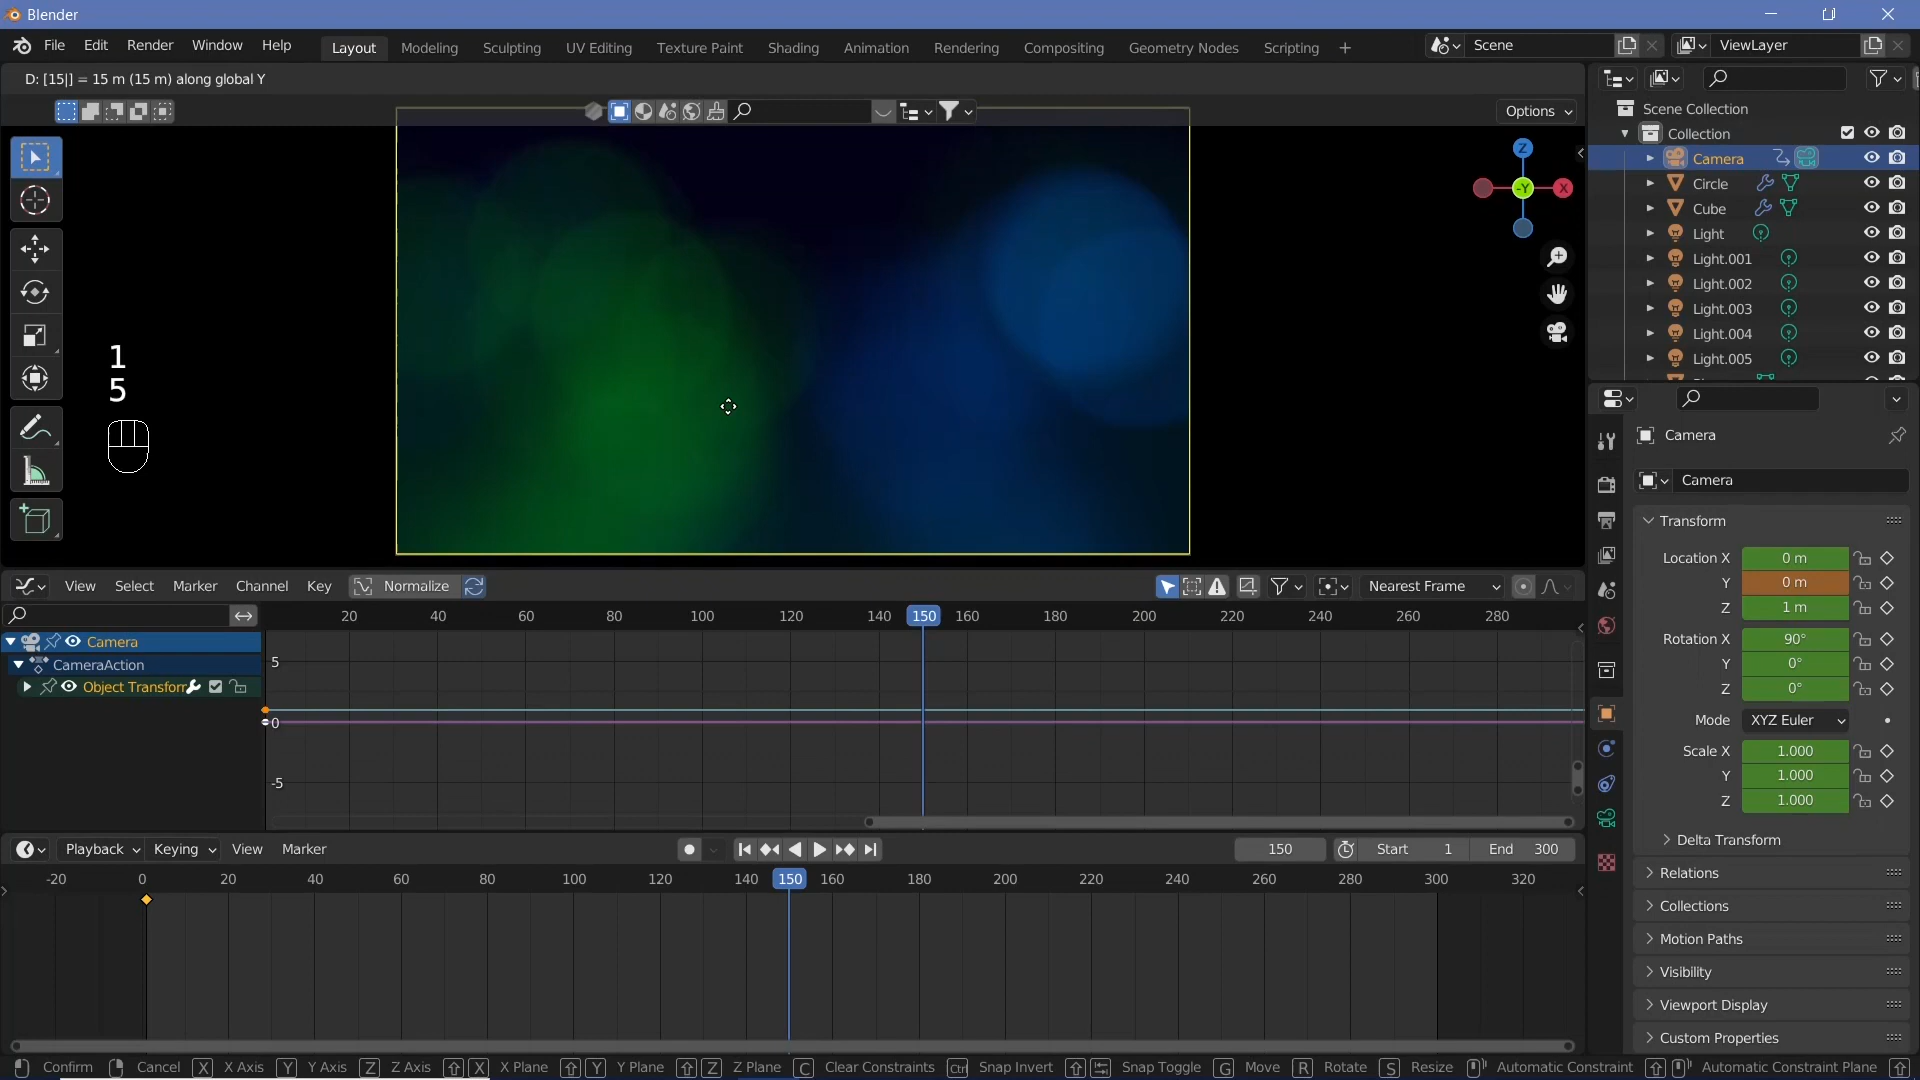 Blender
File Edit Render Window Help
Layout Modeling Sculpting UV Editing Texture Paint Shading Animation Rendering Compositing Geometry Nodes Scripting +
Scene
ViewLayer
D: [15|] = 15 m (15 m) along global Y
Options
Z
X
-Y
1
5
Scene Collection
Collection
Camera
Circle
Cube
Light
Light.001
Light.002
Light.003
Light.004
Light.005
Camera
Camera
Transform
Location X 0 m
Y 0 m
Z 1 m
Rotation X 90°
Y 0°
Z 0°
Mode XYZ Euler
Scale X 1.000
Y 1.000
Z 1.000
Delta Transform
Relations
Collections
Motion Paths
Visibility
Viewport Display
Custom Properties
View Select Marker Channel Key Normalize Nearest Frame
20 40 60 80 100 120 140 150 160 180 200 220 240 260 280
Camera
CameraAction
Object Transforr
5
0
-5
Playback Keying View Marker 150 Start 1 End 300
-20 0 20 40 60 80 100 120 140 150 160 180 200 220 240 260 280 300 320
Confirm Cancel X X Axis Y Y Axis Z Z Axis X X Plane Y Y Plane Z Z Plane C Clear Constraints Ctrl Snap Invert Snap Toggle G Move R Rotate S Resize Automatic Constraint Automatic Constraint Plane